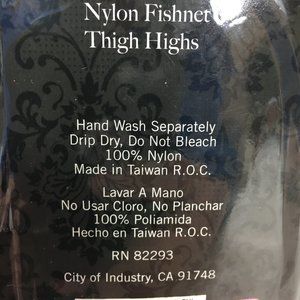 Nylon Fishnet
Thigh Highs
Hand Wash Separately
Drip Dry, Do Not Bleach
100% Nylon
Made in Taiwan R.O.C.
Lavar A Mano
No Usar Cloro, No Planchar
100% Poliamida
Hecho en Taiwan R.O.C.
RN 82293
City of Industry, CA 91748